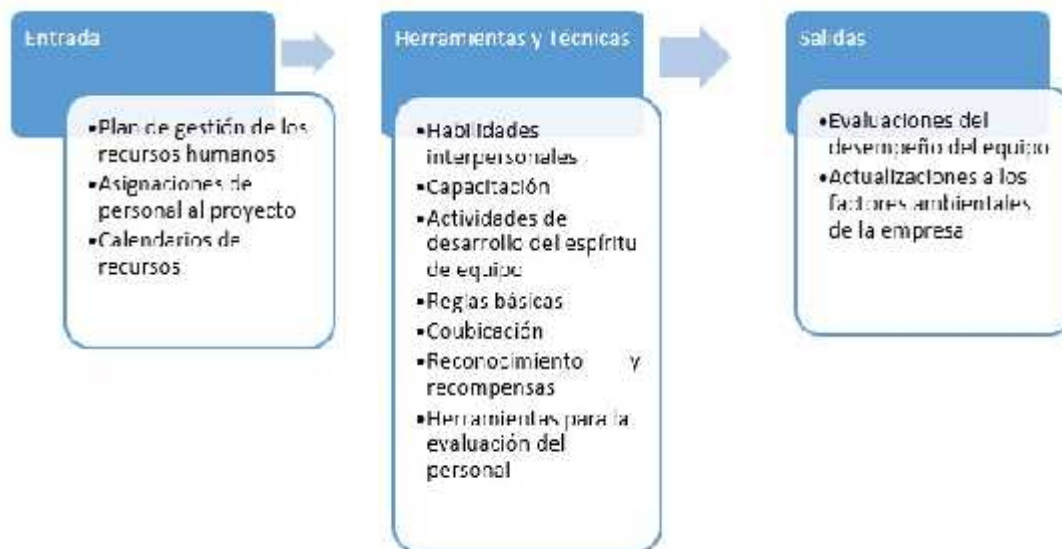 Entrada
•Plan de gestión de los
recursos humanos
•Asignaciones de
personal al proyecto
•Calendarios de
recursos
Herramientas y Técnicas
•Habilidades
interpersonales
•Capacitación
•Actividades de
desarrollo del espíritu
de equipo
•Reglas básicas
•Coubicación
•Reconocimiento y
recompensas
•Herramientas para la
evaluación del
personal
Salidas
•Evaluaciones del
desempeño del equipo
•Actualizaciones a los
factores ambientales
de la empresa